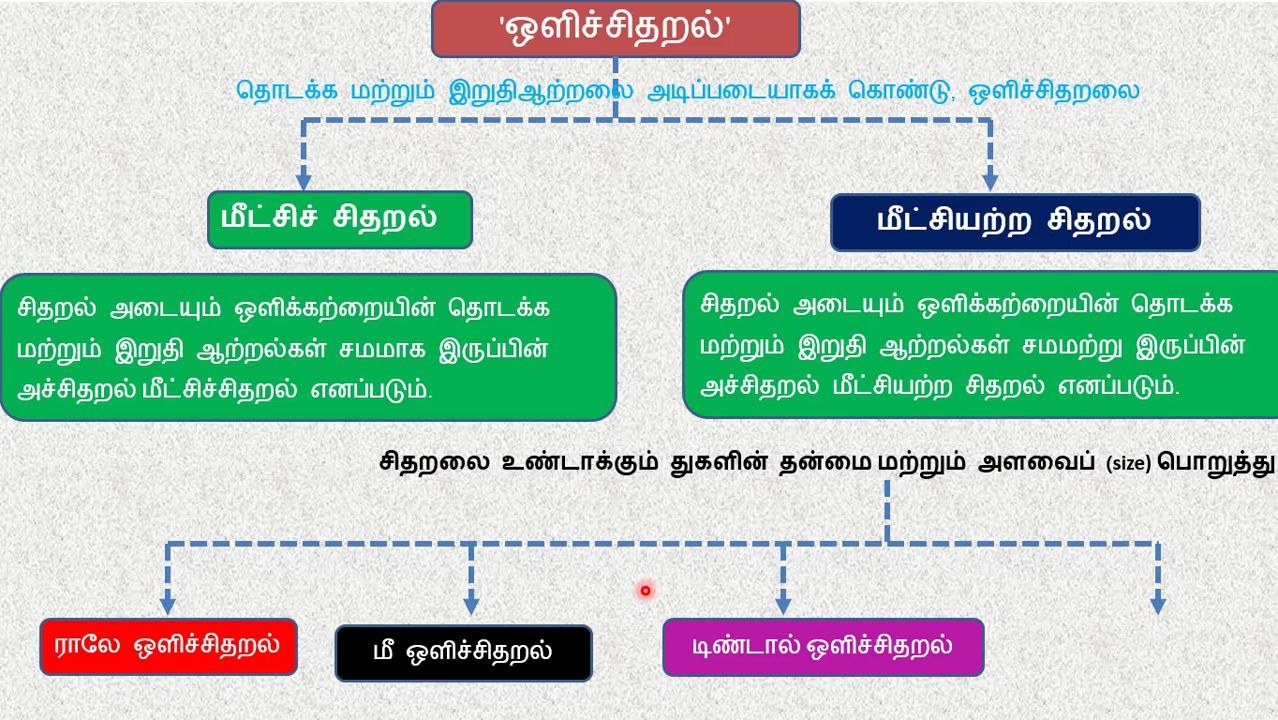 'ஒளிச்சிதறல்'
தொடக்க மற்றும் இறுதிஆற்றலை அடிப்படையாகக் கொண்டு, ஒளிச்சிதறலை
மீட்சிச் சிதறல்
மீட்சியற்ற சிதறல்
சிதறல் அடையும் ஒளிக்கற்றையின் தொடக்க
மற்றும் இறுதி ஆற்றல்கள் சமமாக இருப்பின்
அச்சிதறல் மீட்சிச்சிதறல் எனப்படும்.
சிதறல் அடையும் ஒளிக்கற்றையின் தொடக்க
மற்றும் இறுதி ஆற்றல்கள் சமமற்று இருப்பின்
அச்சிதறல் மீட்சியற்ற சிதறல் எனப்படும்.
சிதறலை உண்டாக்கும் துகளின் தன்மை மற்றும் அளவைப் (size) பொறுத்து
ராலே ஒளிச்சிதறல்
மீ ஒளிச்சிதறல்
டிண்டால் ஒளிச்சிதறல்